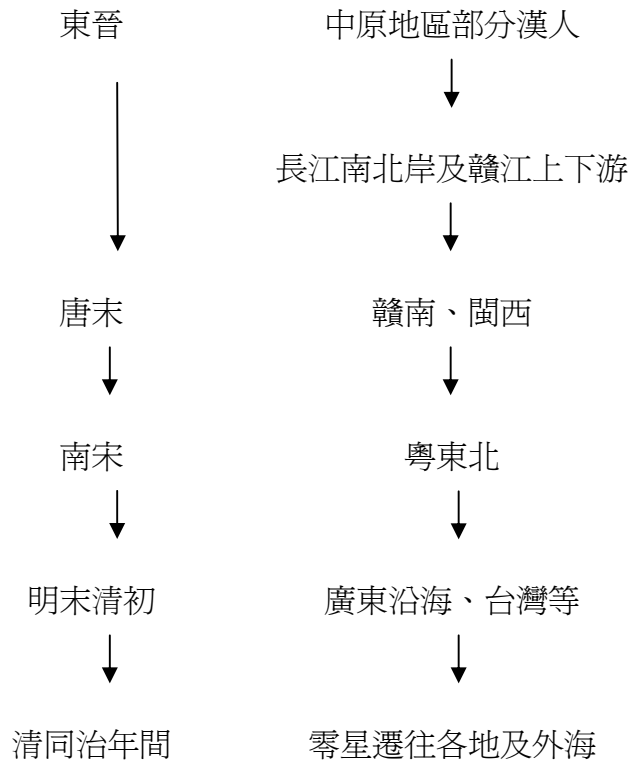 東晉 中原地區部分漢人
長江南北岸及贛江上下游
唐末 贛南、閩西
南宋 粵東北
明末清初 廣東沿海、台灣等
清同治年間 零星遷往各地及外海